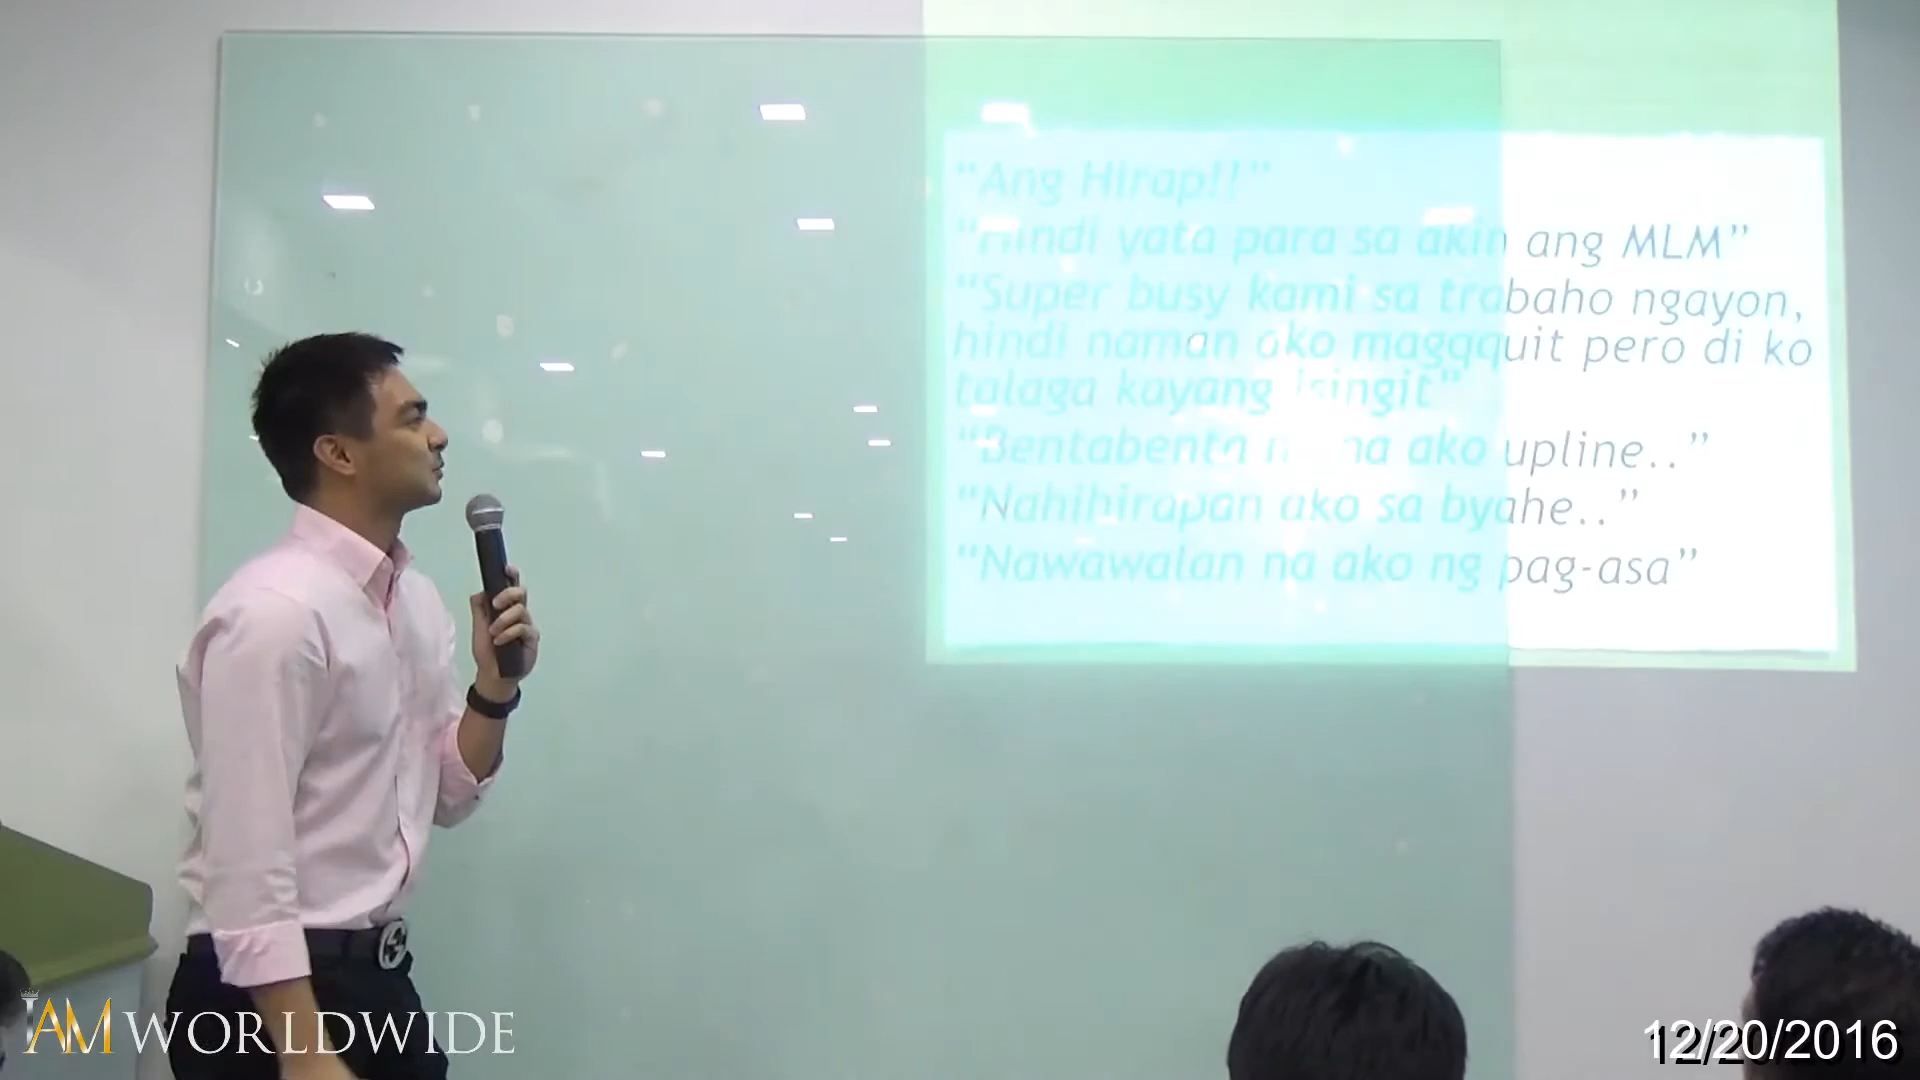 “Ang Hirap!!”
“Hindi yata para sa akin ang MLM”
“Super busy kami sa trabaho ngayon,
hindi naman ako magqquit pero di ko
talaga kayang isingit”
“Bentabenta ako upline..”
“Nahihirapan ako sa byahe..”
“Nawawalan na ako ng pag-asa”
IAM WORLDWIDE
12/20/2016